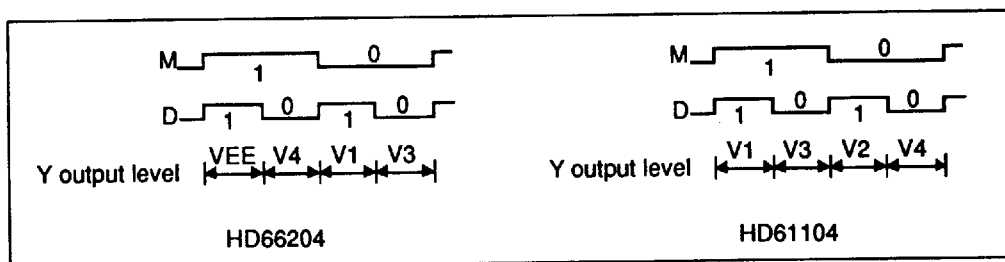 M 1 0
D 1 0 1 0
Y output level VEE V4 V1 V3
HD66204
M 1 0
D 1 0 1 0
Y output level V1 V3 V2 V4
HD61104